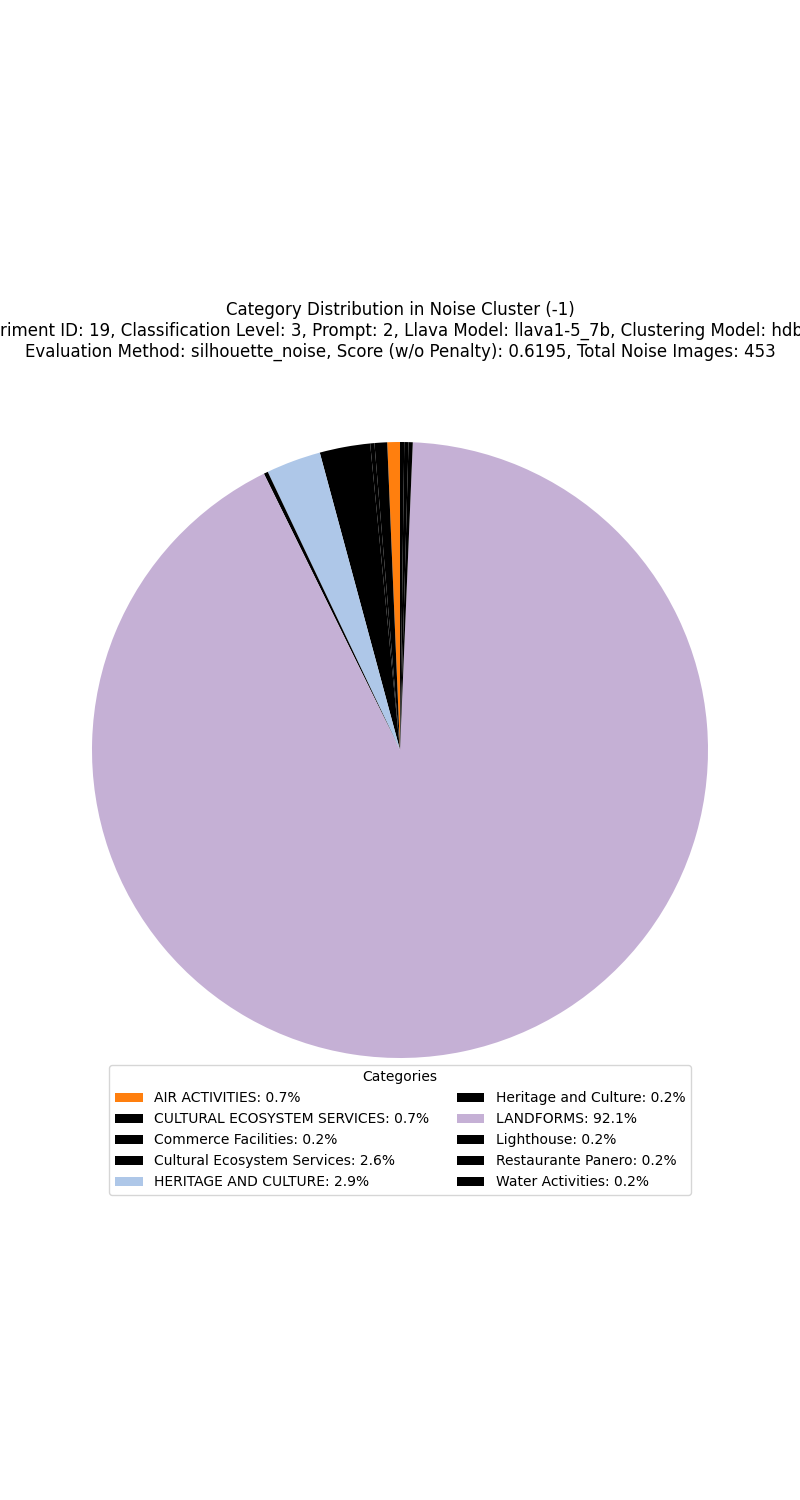 Category Distribution in Noise Cluster (-1)
riment ID: 19, Classification Level: 3, Prompt: 2, Llava Model: llava1-5_7b, Clustering Model: hdb
Evaluation Method: silhouette_noise, Score (w/o Penalty): 0.6195, Total Noise Images: 453
Categories
AIR ACTIVITIES: 0.7%
CULTURAL ECOSYSTEM SERVICES: 0.7%
Commerce Facilities: 0.2%
Cultural Ecosystem Services: 2.6%
HERITAGE AND CULTURE: 2.9%
Heritage and Culture: 0.2%
LANDFORMS: 92.1%
Lighthouse: 0.2%
Restaurante Panero: 0.2%
Water Activities: 0.2%